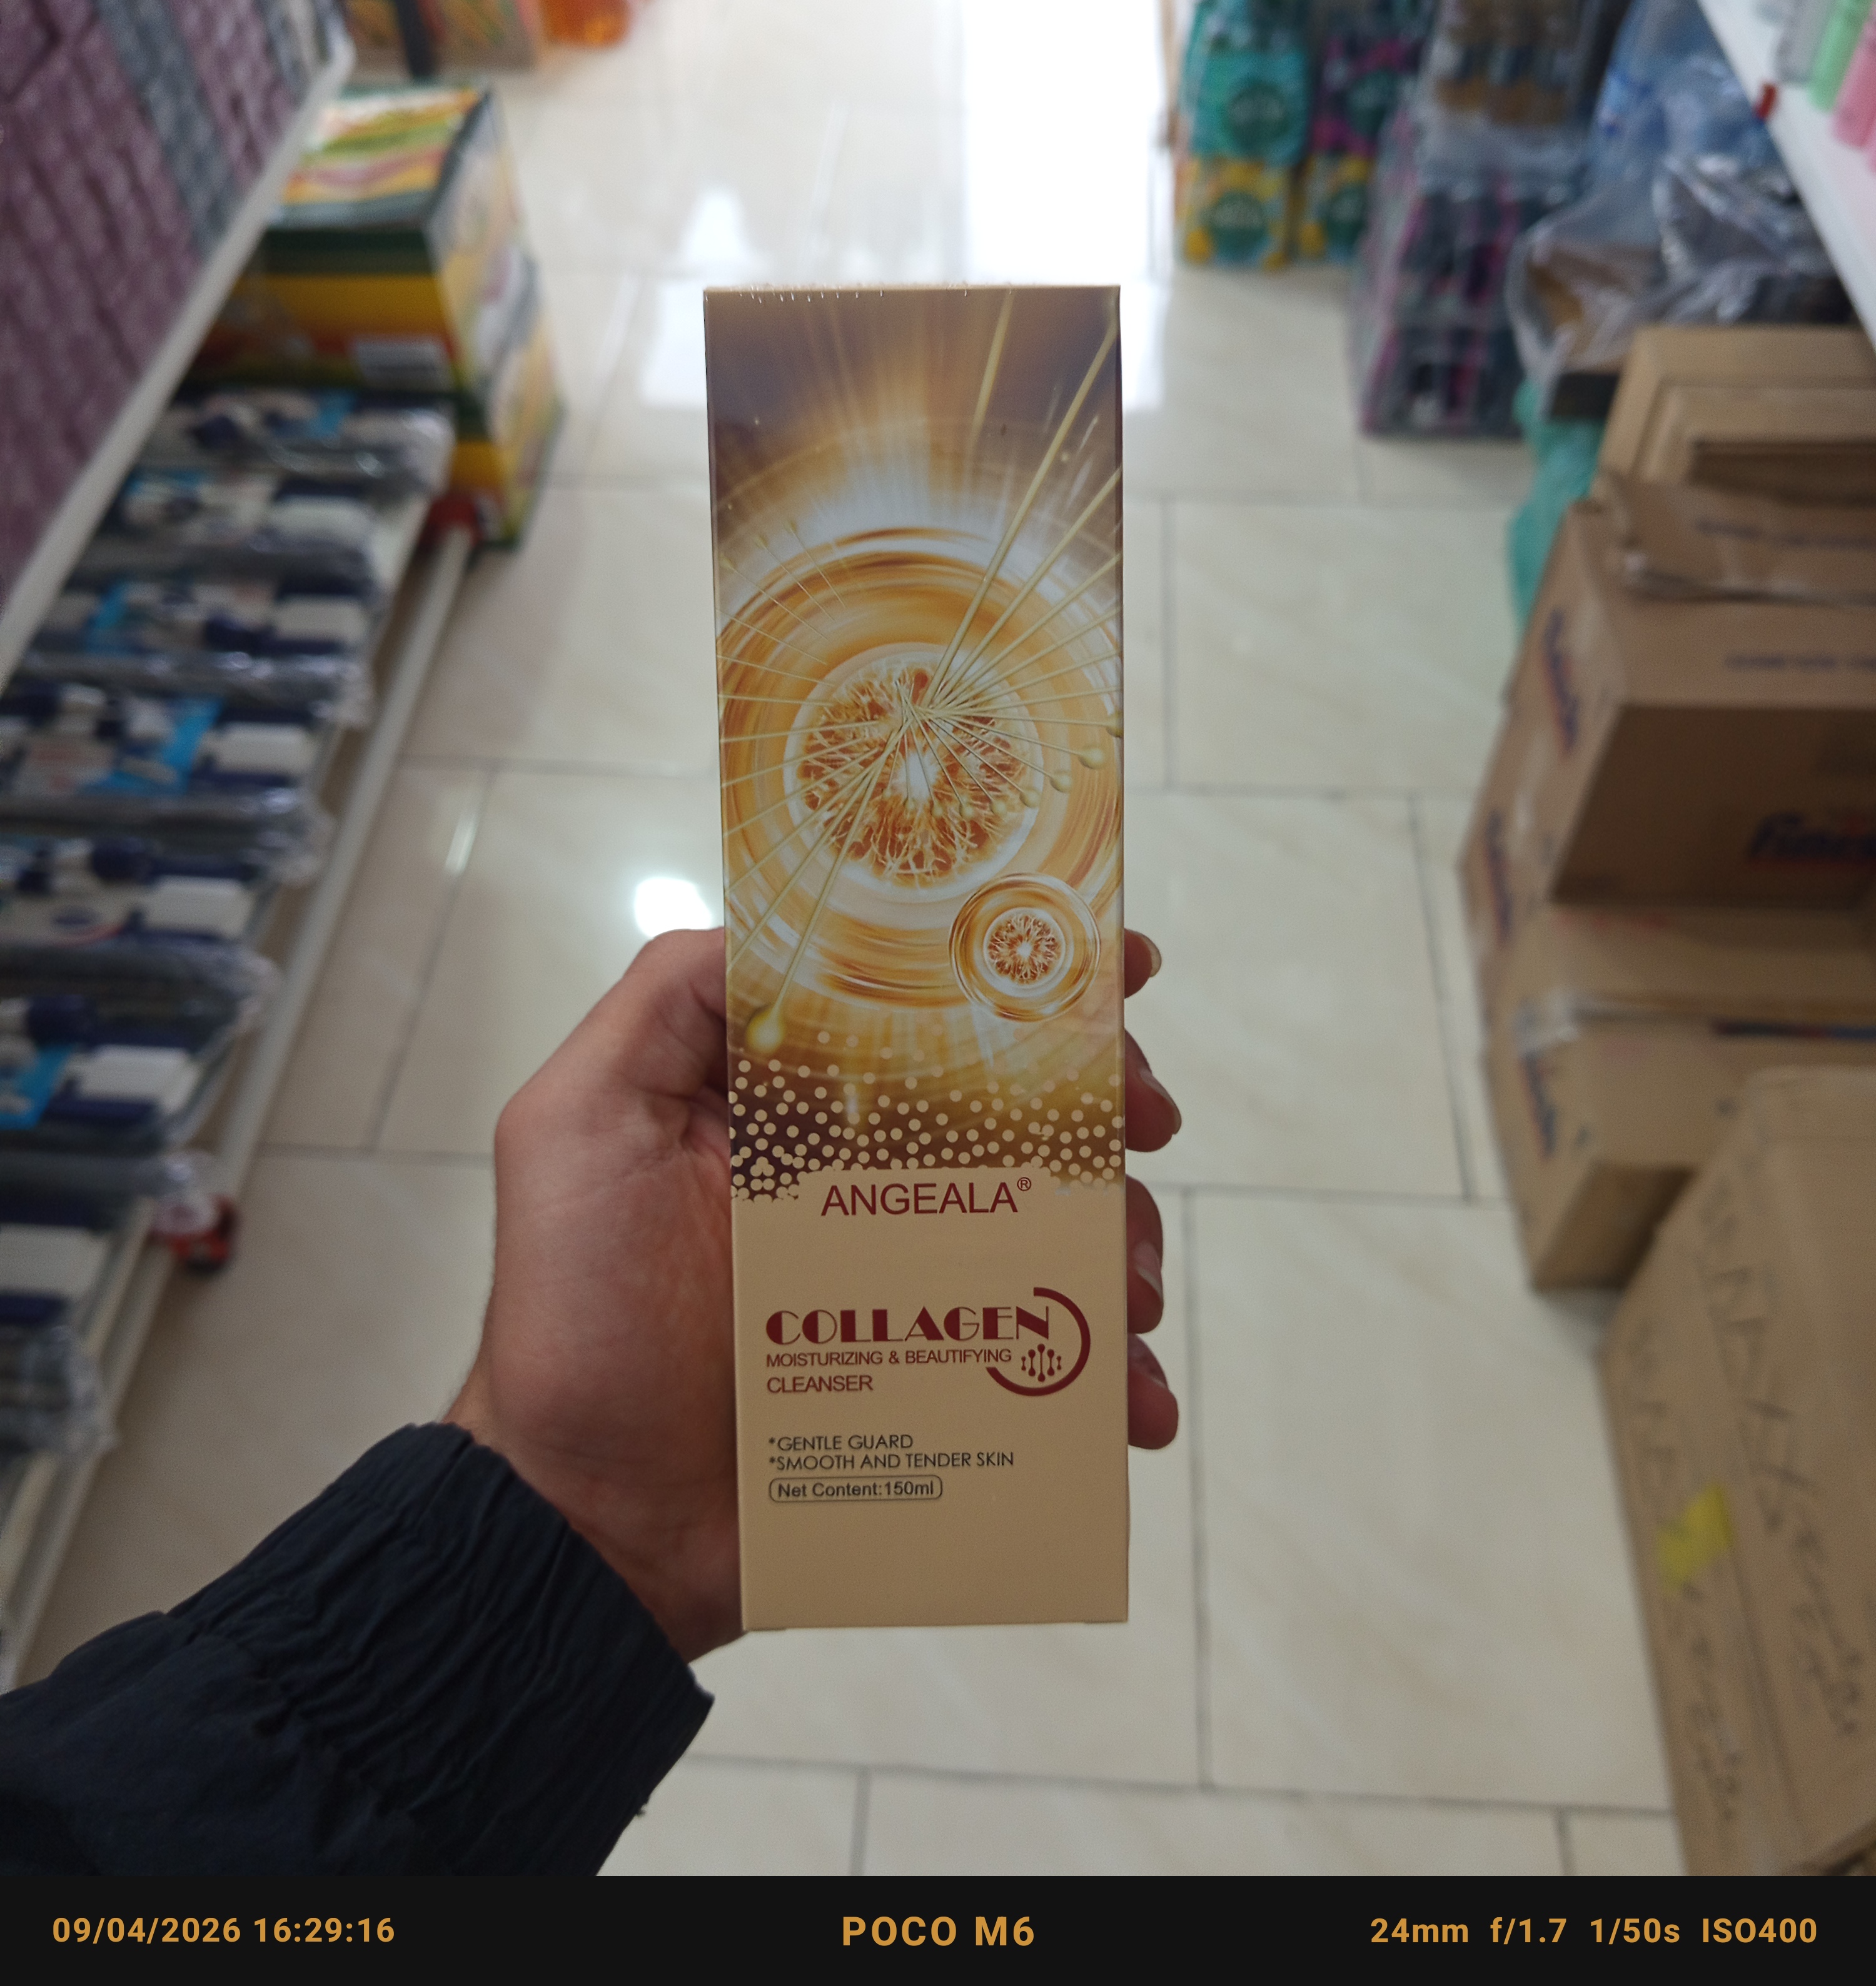 ANGEALA®
COLLAGEN
MOISTURIZING & BEAUTIFYING
CLEANSER
*GENTLE GUARD
*SMOOTH AND TENDER SKIN
Net Content:150ml
09/04/2026 16:29:16
POCO M6
24mm f/1.7 1/50s ISO400